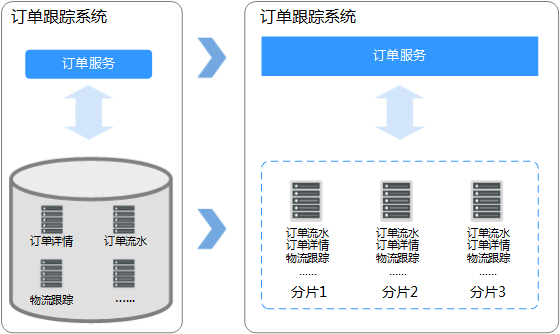 订单跟踪系统
订单服务
订单详情
订单流水
物流跟踪
......
订单跟踪系统
订单服务
订单流水
订单详情
物流跟踪
......
分片1
订单流水
订单详情
物流跟踪
......
分片2
订单流水
订单详情
物流跟踪
......
分片3